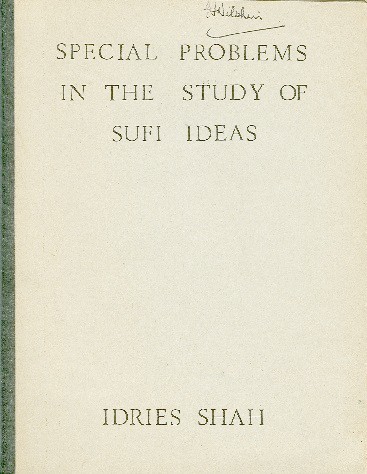 SPECIAL PROBLEMS
IN THE STUDY OF
SUFI IDEAS
IDRIES SHAH